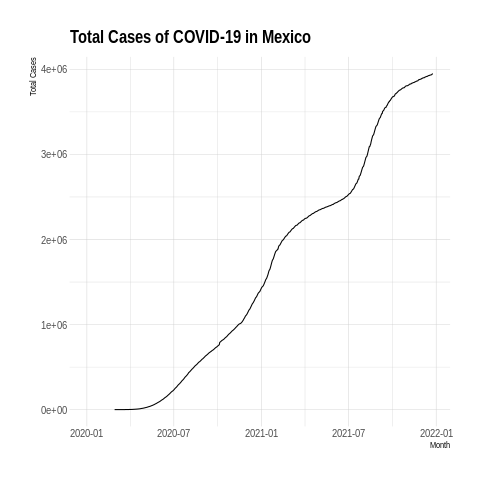 Total Cases of COVID-19 in Mexico
Total Cases
4e+06
3e+06
2e+06
1e+06
0e+00
2020-01 2020-07 2021-01 2021-07 2022-01
Month